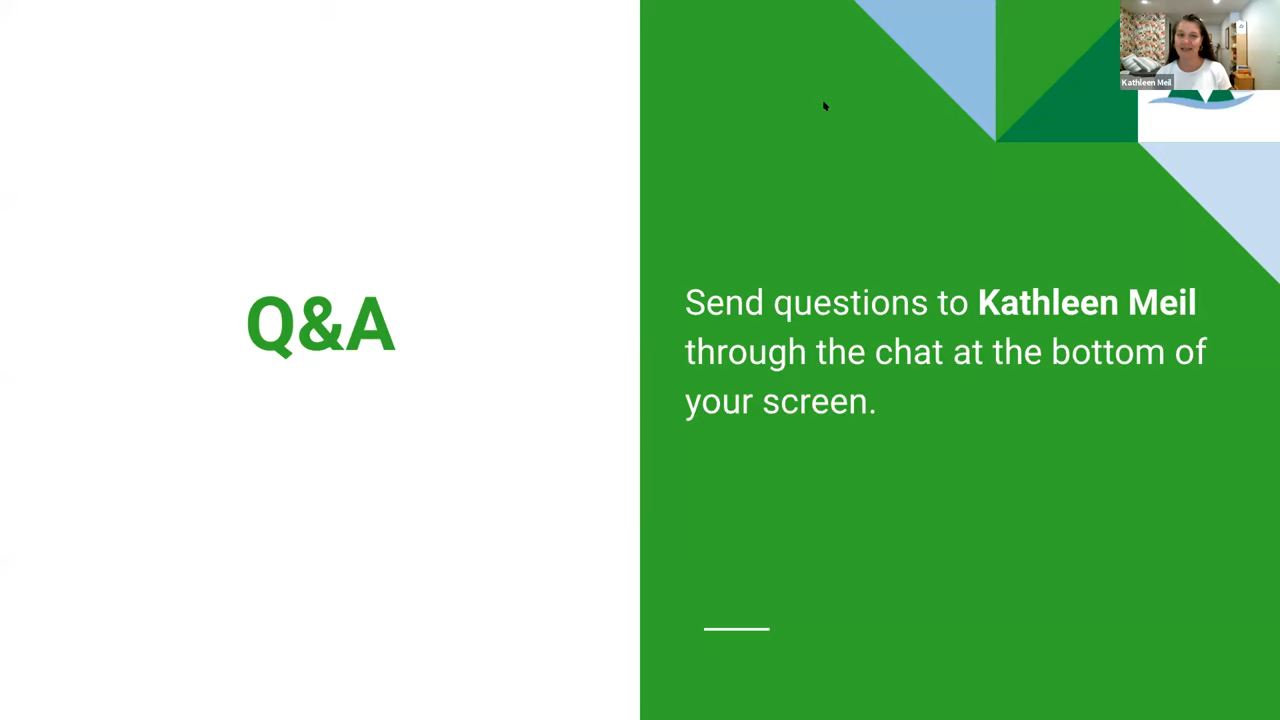 Kathleen Meil
Q&A
Send questions to Kathleen Meil
through the chat at the bottom of
your screen.